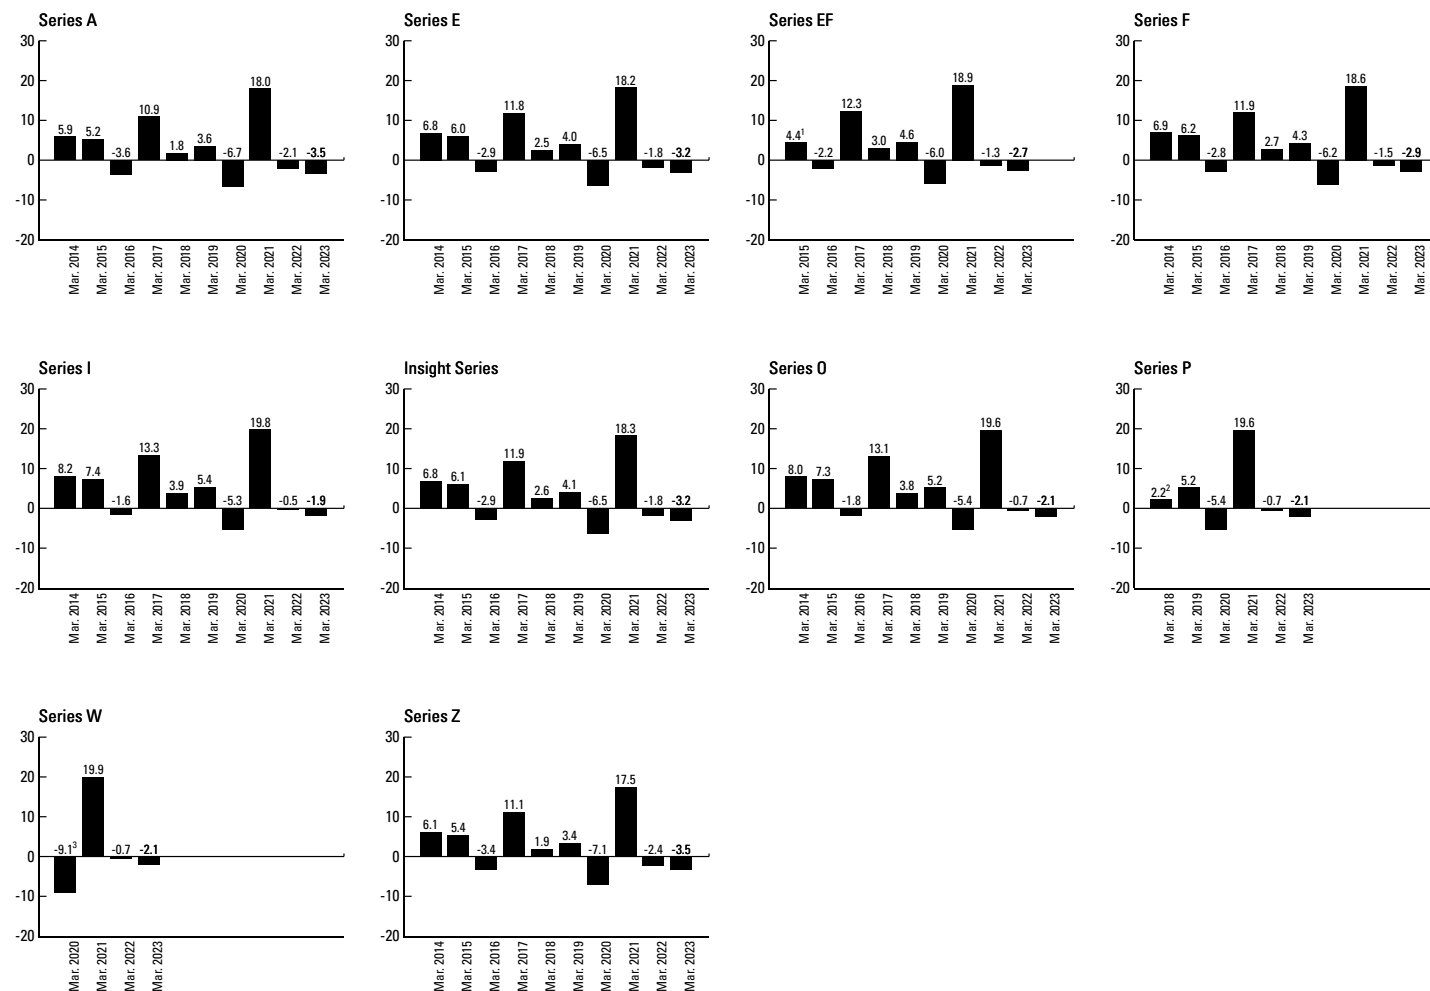 Series A
30
20
10
0
-10
-20
5.9 5.2 -3.6 10.9 1.8 3.6 -6.7 18.0 -2.1 -3.5
Mar. 2014 Mar. 2015 Mar. 2016 Mar. 2017 Mar. 2018 Mar. 2019 Mar. 2020 Mar. 2021 Mar. 2022 Mar. 2023
Series E
30
20
10
0
-10
-20
6.8 6.0 -2.9 11.8 2.5 4.0 -6.5 18.2 -1.8 -3.2
Mar. 2014 Mar. 2015 Mar. 2016 Mar. 2017 Mar. 2018 Mar. 2019 Mar. 2020 Mar. 2021 Mar. 2022 Mar. 2023
Series EF
30
20
10
0
-10
-20
4.4¹ -2.2 12.3 3.0 4.6 -6.0 18.9 -1.3 -2.7
Mar. 2015 Mar. 2016 Mar. 2017 Mar. 2018 Mar. 2019 Mar. 2020 Mar. 2021 Mar. 2022 Mar. 2023
Series F
30
20
10
0
-10
-20
6.9 6.2 -2.8 11.9 2.7 4.3 -6.2 18.6 -1.5 -2.9
Mar. 2014 Mar. 2015 Mar. 2016 Mar. 2017 Mar. 2018 Mar. 2019 Mar. 2020 Mar. 2021 Mar. 2022 Mar. 2023
Series I
30
20
10
0
-10
-20
8.2 7.4 -1.6 13.3 3.9 5.4 -5.3 19.8 -0.5 -1.9
Mar. 2014 Mar. 2015 Mar. 2016 Mar. 2017 Mar. 2018 Mar. 2019 Mar. 2020 Mar. 2021 Mar. 2022 Mar. 2023
Insight Series
30
20
10
0
-10
-20
6.8 6.1 -2.9 11.9 2.6 4.1 -6.5 18.3 -1.8 -3.2
Mar. 2014 Mar. 2015 Mar. 2016 Mar. 2017 Mar. 2018 Mar. 2019 Mar. 2020 Mar. 2021 Mar. 2022 Mar. 2023
Series O
30
20
10
0
-10
-20
8.0 7.3 -1.8 13.1 3.8 5.2 -5.4 19.6 -0.7 -2.1
Mar. 2014 Mar. 2015 Mar. 2016 Mar. 2017 Mar. 2018 Mar. 2019 Mar. 2020 Mar. 2021 Mar. 2022 Mar. 2023
Series P
30
20
10
0
-10
-20
2.2² 5.2 -5.4 19.6 -0.7 -2.1
Mar. 2018 Mar. 2019 Mar. 2020 Mar. 2021 Mar. 2022 Mar. 2023
Series W
30
20
10
0
-10
-20
-9.1³ 19.9 -0.7 -2.1
Mar. 2020 Mar. 2021 Mar. 2022 Mar. 2023
Series Z
30
20
10
0
-10
-20
6.1 5.4 -3.4 11.1 1.9 3.4 -7.1 17.5 -2.4 -3.5
Mar. 2014 Mar. 2015 Mar. 2016 Mar. 2017 Mar. 2018 Mar. 2019 Mar. 2020 Mar. 2021 Mar. 2022 Mar. 2023